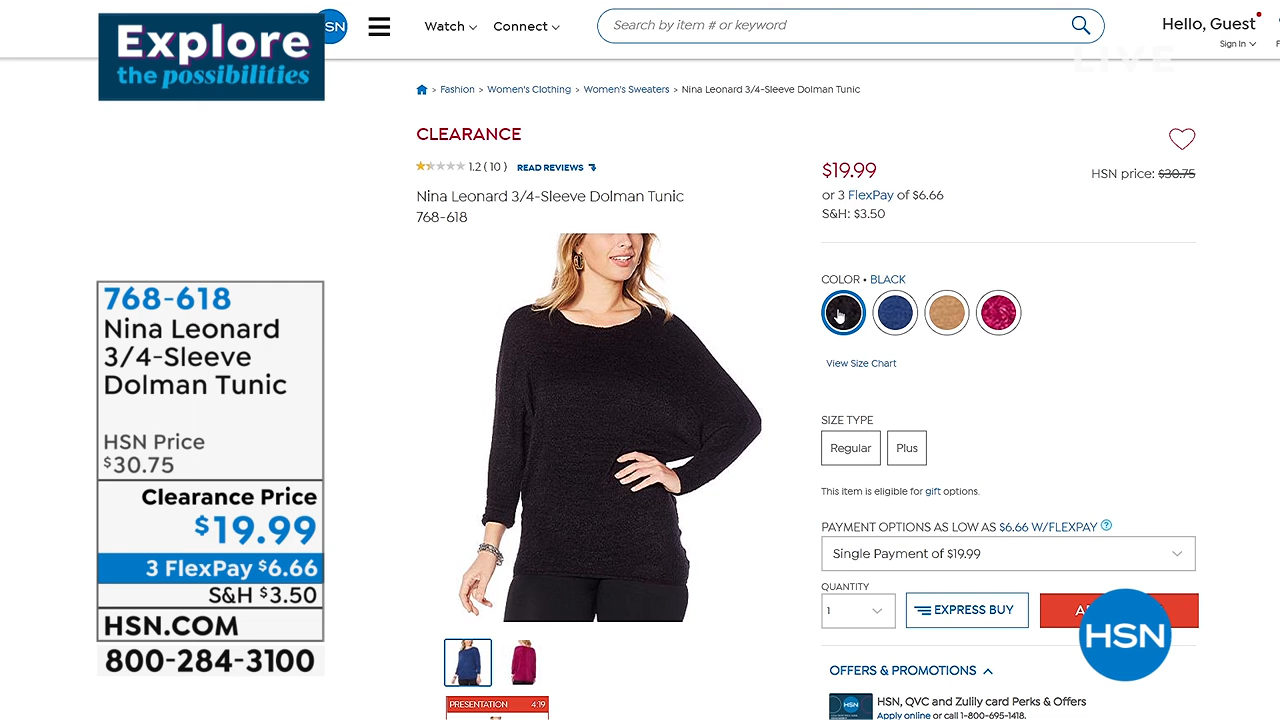 Explore
the possibilities
SN
Watch
Connect
Search by item # or keyword
Hello, Guest
Sign In
LIVE
> Fashion > Women's Clothing > Women's Sweaters > Nina Leonard 3/4-Sleeve Dolman Tunic
CLEARANCE
1.2 ( 10 ) READ REVIEWS
Nina Leonard 3/4-Sleeve Dolman Tunic
768-618
$19.99
HSN price: $30.75
or 3 FlexPay of $6.66
S&H: $3.50
COLOR • BLACK
View Size Chart
SIZE TYPE
Regular
Plus
This item is eligible for gift options.
PAYMENT OPTIONS AS LOW AS $6.66 W/FLEXPAY ?
Single Payment of $19.99
QUANTITY
1
EXPRESS BUY
HSN
OFFERS & PROMOTIONS
HSN
HSN, QVC and Zulily card Perks & Offers
Apply online or call 1-800-695-1418.
PRESENTATION 4:19
768-618
Nina Leonard
3/4-Sleeve
Dolman Tunic
HSN Price
$30.75
Clearance Price
$19.99
3 FlexPay $6.66
S&H $3.50
HSN.COM
800-284-3100